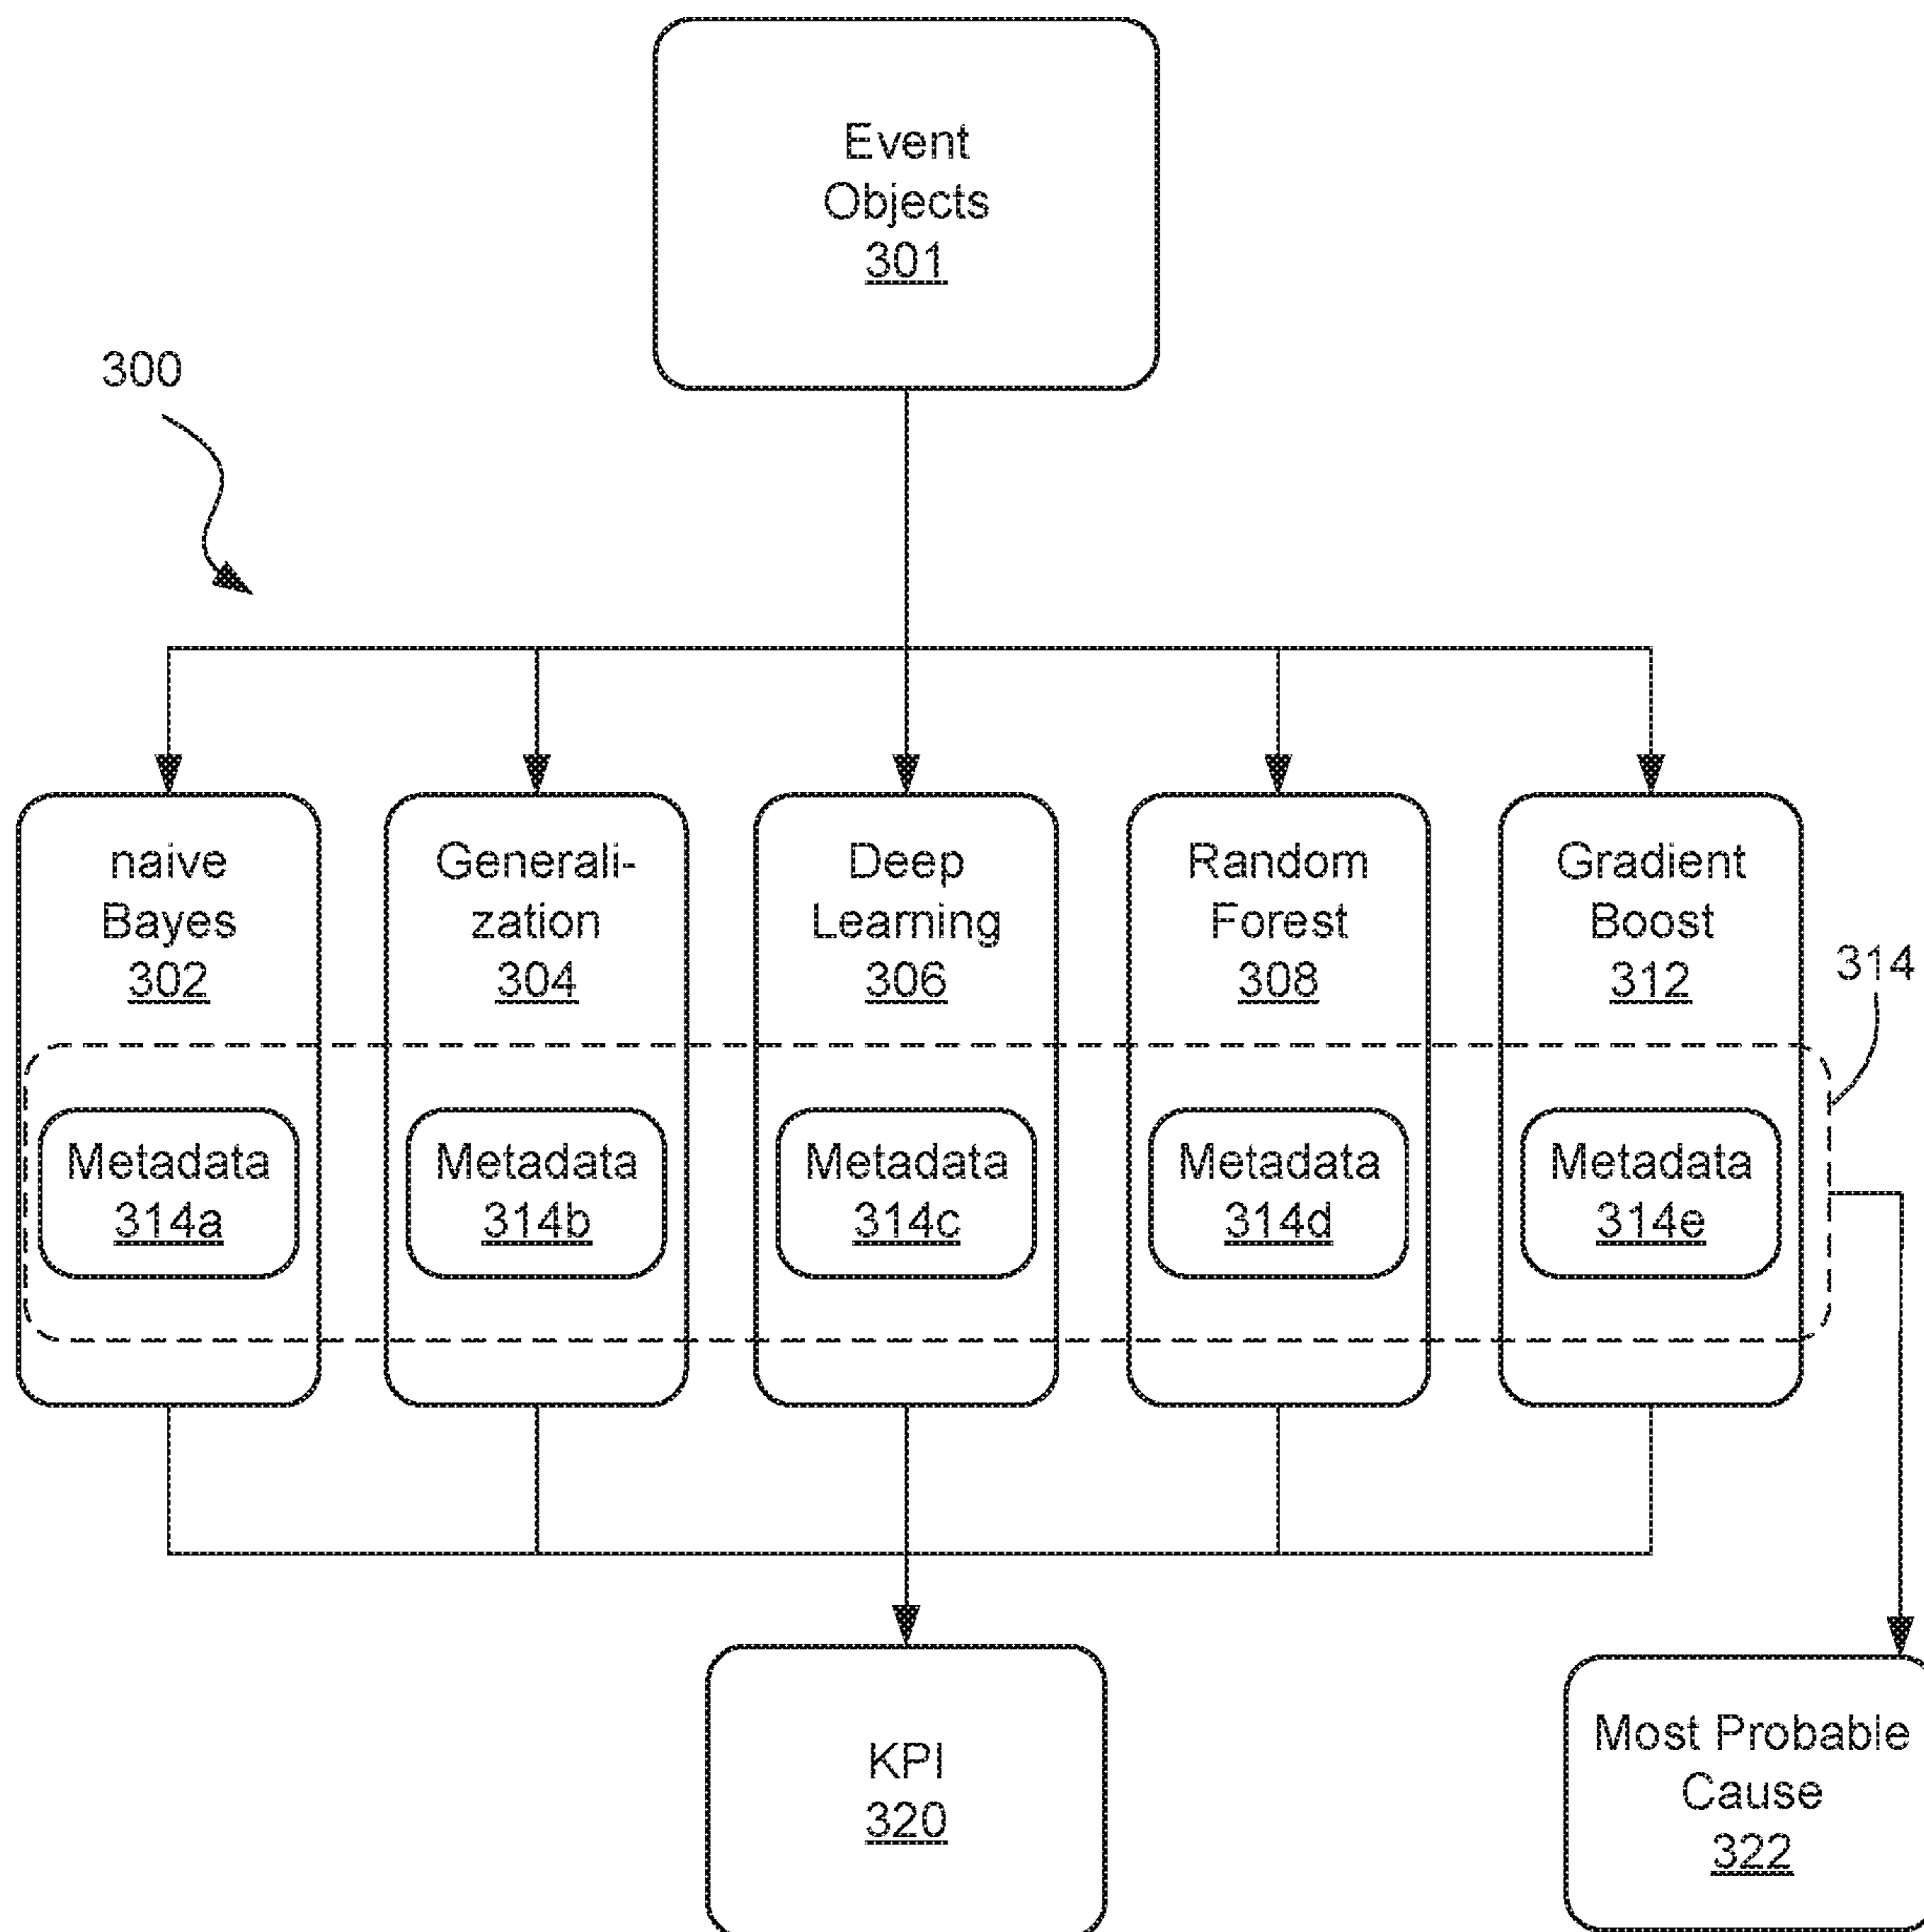 Event
Objects
301
300
naive
Bayes
302
Generali-
zation
304
Deep
Learning
306
Random
Forest
308
Gradient
Boost
312
314
Metadata
314a
Metadata
314b
Metadata
314c
Metadata
314d
Metadata
314e
KPI
320
Most Probable
Cause
322